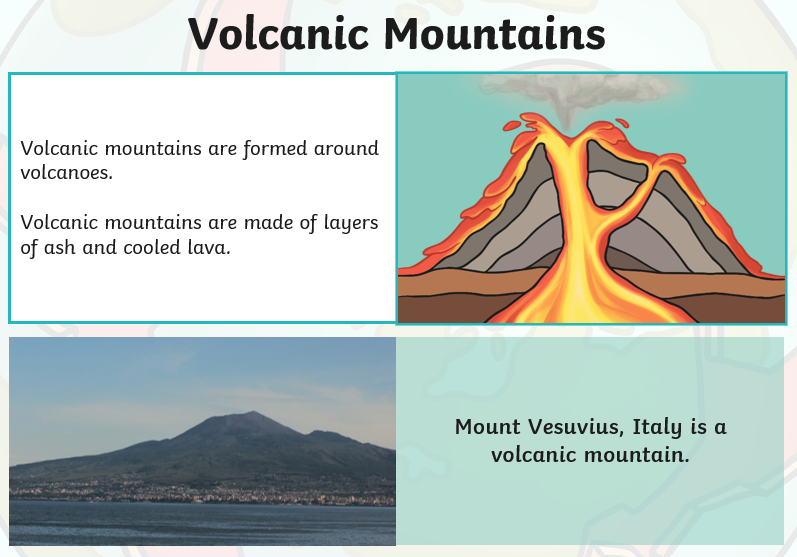 Volcanic Mountains
Volcanic mountains are formed around
volcanoes.
Volcanic mountains are made of layers
of ash and cooled lava.
Mount Vesuvius, Italy is a
volcanic mountain.